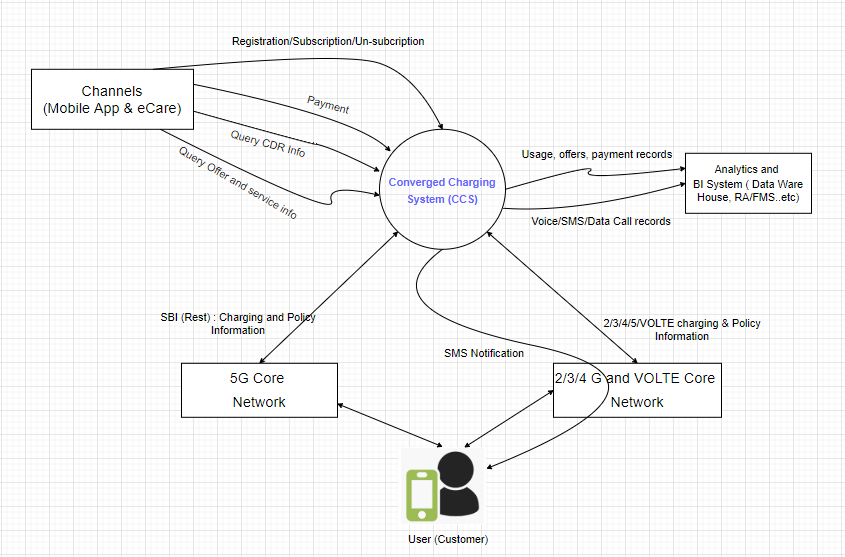 Registration/Subscription/Un-subcription
Channels
(Mobile App & eCare)
Payment
Query CDR Info
Query Offer and service info
Converged Charging
System (CCS)
Usage, offers, payment records
Analytics and
BI System ( Data Ware
House, RA/FMS..etc)
Voice/SMS/Data Call records
SBI (Rest) : Charging and Policy
Information
2/3/4/5/VOLTE charging & Policy
Information
SMS Notification
5G Core
Network
2/3/4 G and VOLTE Core
Network
User (Customer)